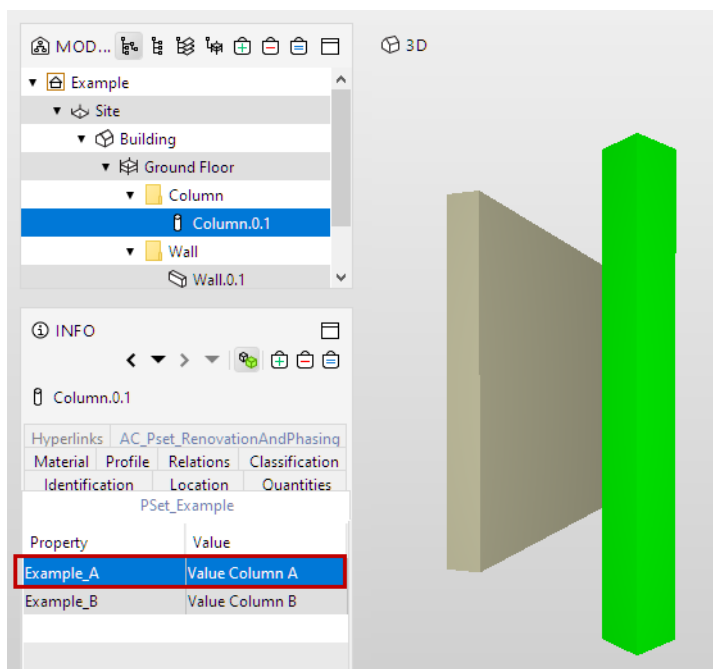 MOD...
3D
Example
Site
Building
Ground Floor
Column
Column.0.1
Wall
Wall.0.1
INFO
Column.0.1
Hyperlinks AC_Pset_RenovationAndPhasing
Material Profile Relations Classification
Identification Location Quantities
PSet_Example
Property Value
Example_A Value Column A
Example_B Value Column B